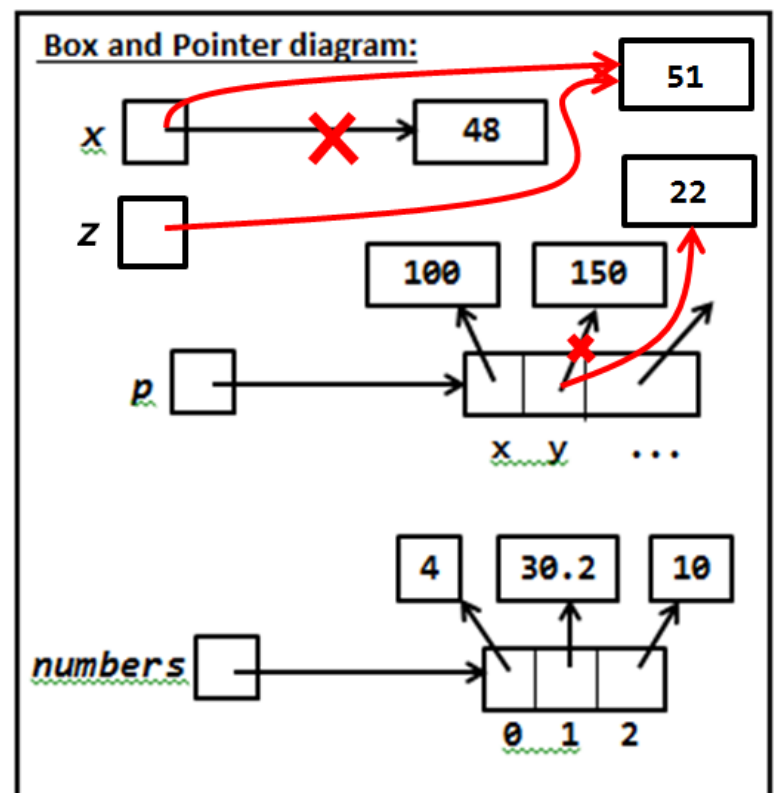 Box and Pointer diagram:
51
x 48
22
z
100 150
p
x y ...
4 30.2 10
numbers
0 1 2